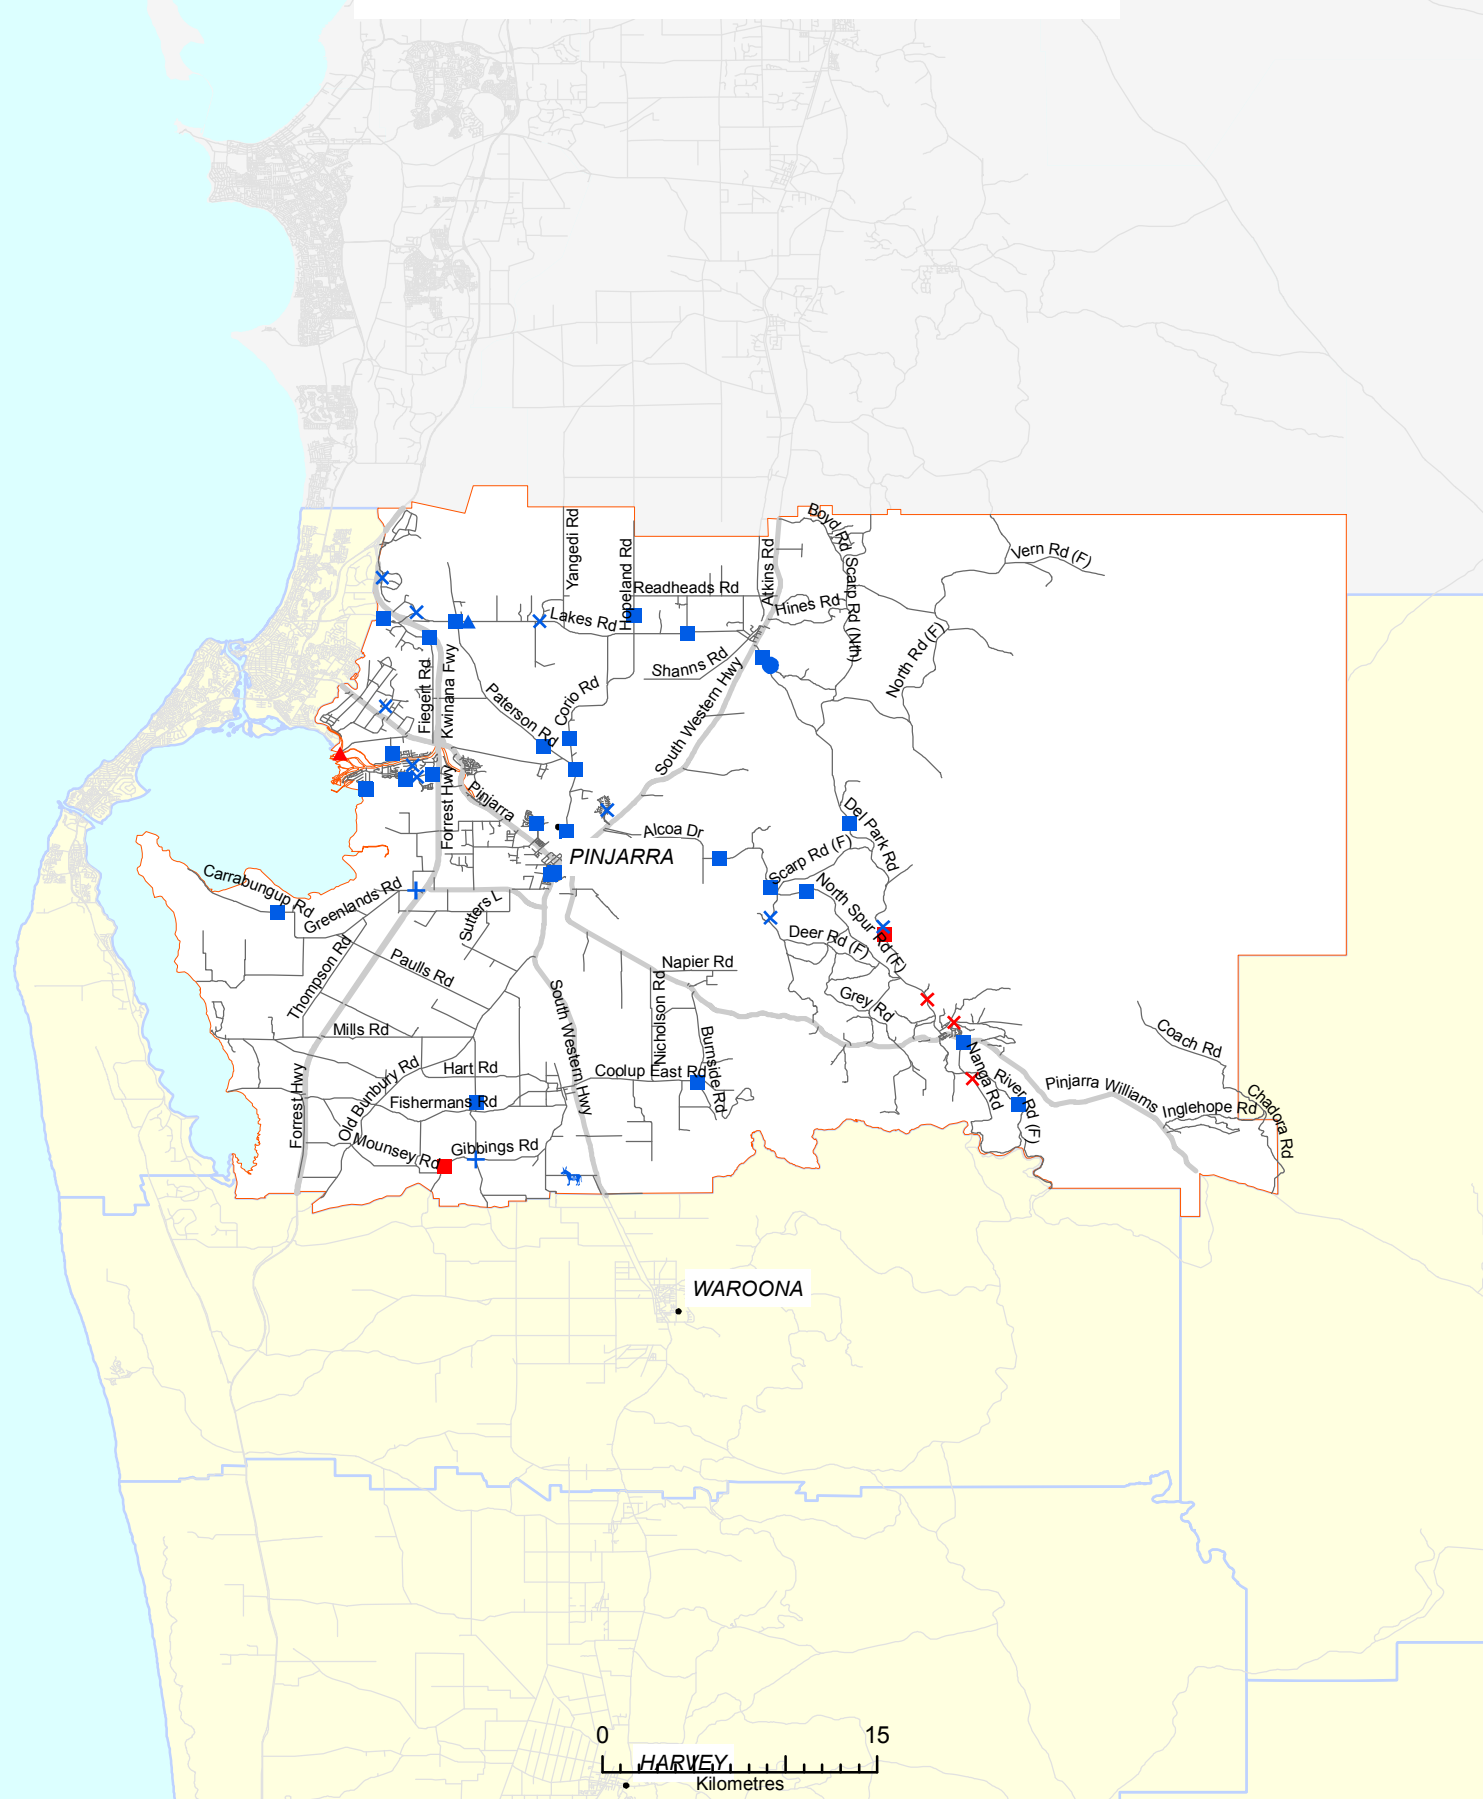 Boyd Rd
Yangedi Rd
Hopeland Rd
Atkins Rd
Scarp Rd (Nth)
Vern Rd (F)
Readheads Rd
Hines Rd
Lakes Rd
North Rd (F)
Shanns Rd
Fiegert Rd
Kwinana Fwy
Paterson Rd
Corio Rd
South Western Hwy
Forrest Hwy
Pinjarra
Alcoa Dr
Del Park Rd
PINJARRA
Scarp Rd (F)
Carrabungup Rd
Greenlands Rd
Sutters L
North Spur Rd (F)
Deer Rd (F)
Thompson Rd
Paulls Rd
Napier Rd
Nicholson Rd
Grey Rd
South Western Hwy
Mills Rd
Burnside Rd
Coach Rd
Old Bunbury Rd
Hart Rd
Coolup East Rd
Nanga Rd
River Rd (F)
Pinjarra Williams
Inglehope Rd
Chadora Rd
Forrest Hwy
Fishermans Rd
Mounsey Rd
Gibbings Rd
WAROONA
0 15
HARVEY
Kilometres